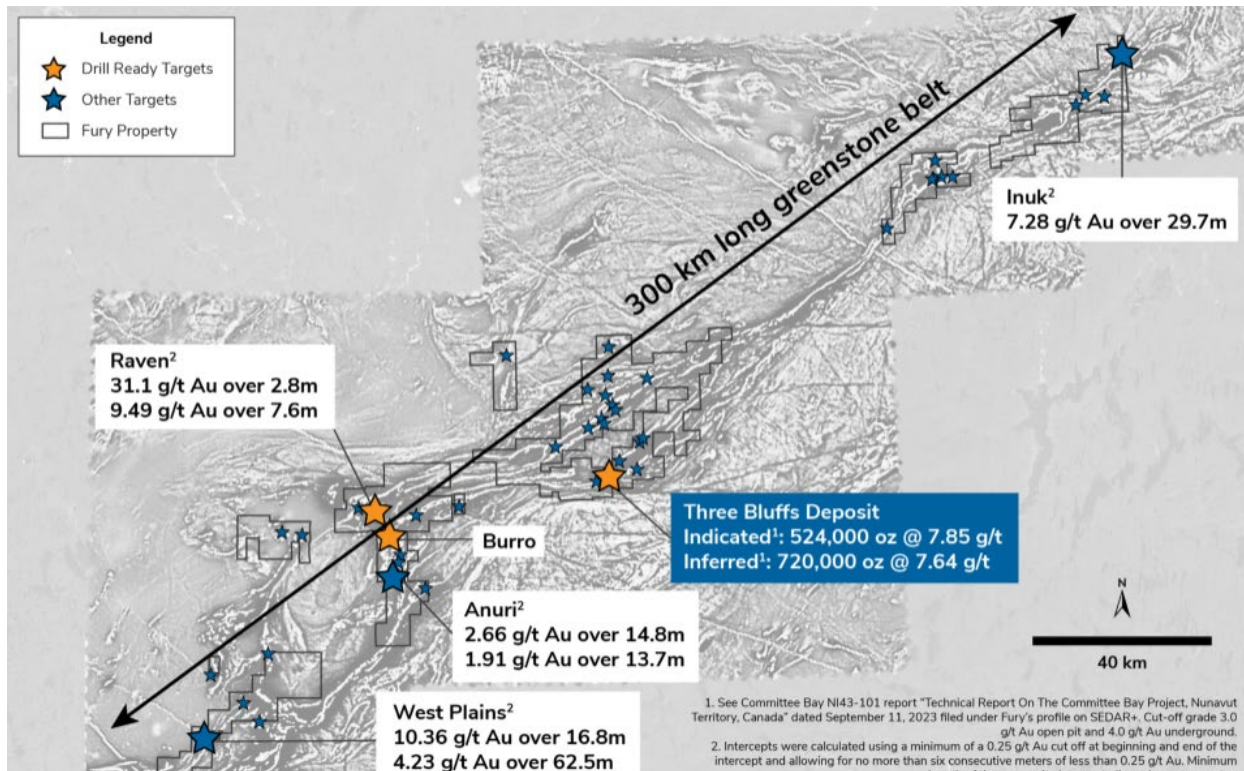 Legend
Drill Ready Targets
Other Targets
Fury Property
300 km long greenstone belt
Inuk²
7.28 g/t Au over 29.7m
Raven²
31.1 g/t Au over 2.8m
9.49 g/t Au over 7.6m
Three Bluffs Deposit
Indicated¹: 524,000 oz @ 7.85 g/t
Inferred¹: 720,000 oz @ 7.64 g/t
Burro
Anuri²
2.66 g/t Au over 14.8m
1.91 g/t Au over 13.7m
N
40 km
West Plains²
10.36 g/t Au over 16.8m
4.23 g/t Au over 62.5m
1. See Committee Bay NI43-101 report "Technical Report On The Committee Bay Project, Nunavut
Territory, Canada" dated September 11, 2023 filed under Fury's profile on SEDAR+. Cut-off grade 3.0
g/t Au open pit and 4.0 g/t Au underground.
2. Intercepts were calculated using a minimum of a 0.25 g/t Au cut off at beginning and end of the
intercept and allowing for no more than six consecutive meters of less than 0.25 g/t Au. Minimum